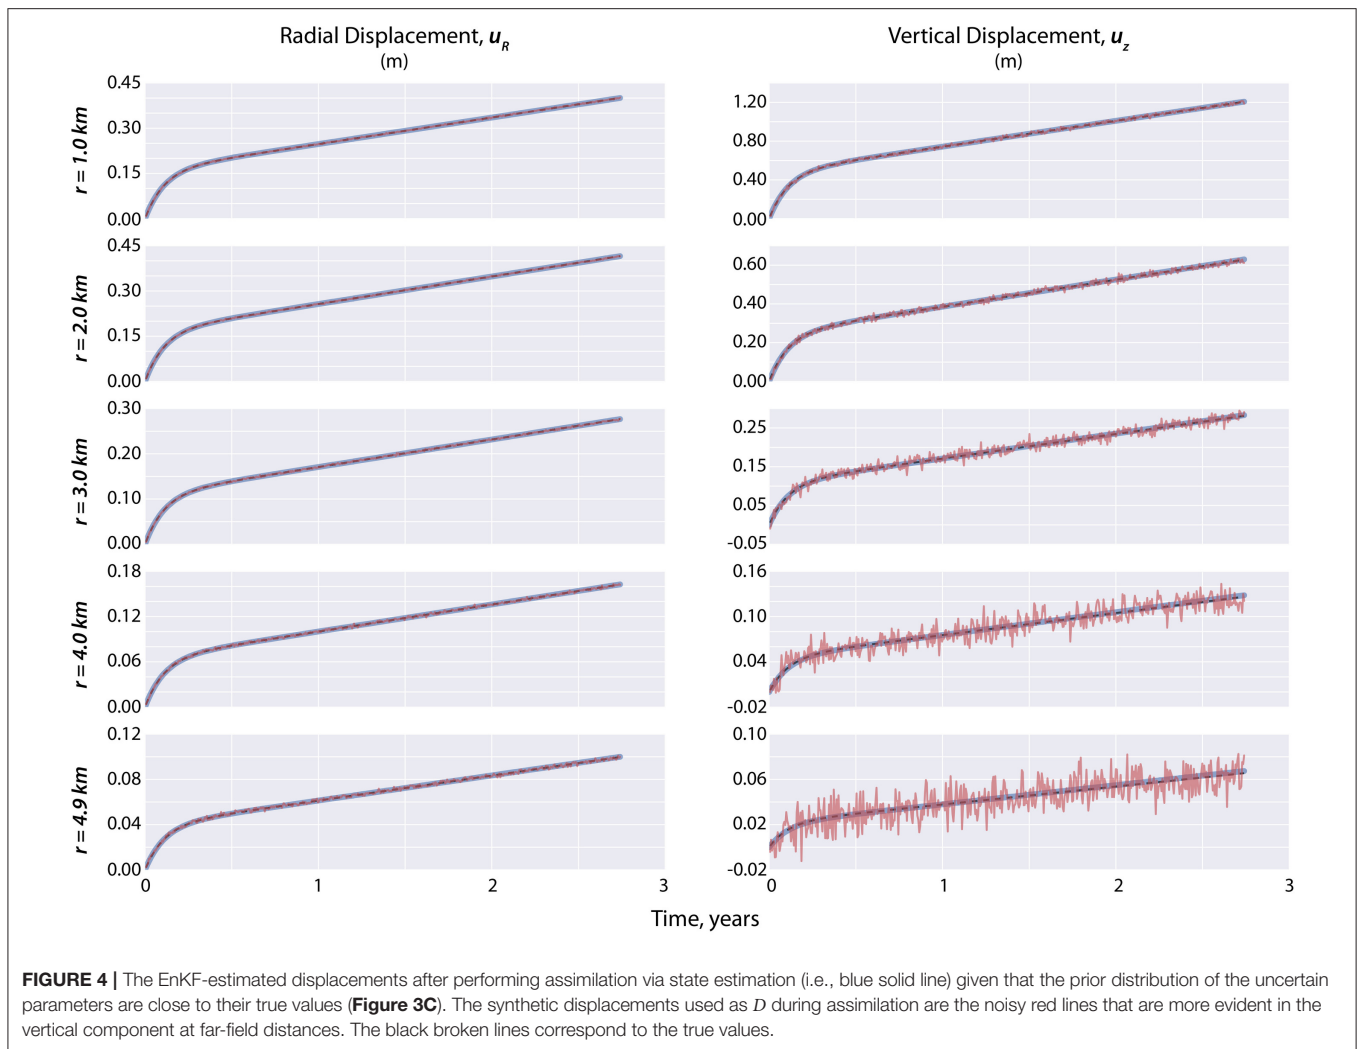 Radial Displacement, uR
(m)
Vertical Displacement, uz
(m)
r = 1.0 km
0.45
0.30
0.15
0.00
1.20
0.80
0.40
0.00
r = 2.0 km
0.45
0.30
0.15
0.00
0.60
0.40
0.20
0.00
r = 3.0 km
0.30
0.20
0.10
0.00
0.25
0.15
0.05
-0.05
r = 4.0 km
0.18
0.12
0.06
0.00
0.16
0.10
0.04
-0.02
r = 4.9 km
0.12
0.08
0.04
0.00
0.10
0.06
0.02
-0.02
0 1 2 3
0 1 2 3
Time, years
FIGURE 4 | The EnKF-estimated displacements after performing assimilation via state estimation (i.e., blue solid line) given that the prior distribution of the uncertain
parameters are close to their true values (Figure 3C). The synthetic displacements used as D during assimilation are the noisy red lines that are more evident in the
vertical component at far-field distances. The black broken lines correspond to the true values.